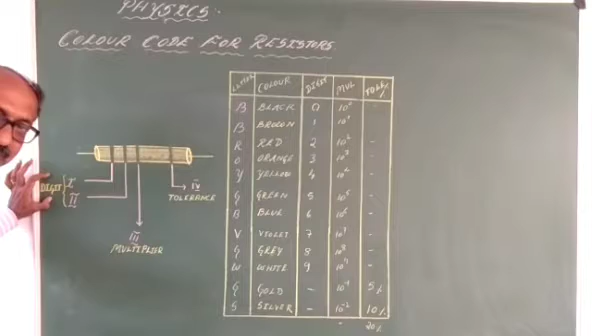 PHYSICS.
COLOUR CODE FOR RESISTORS
LETTER COLOUR DIGIT MUL TOLE %
B BLACK 0 10⁰ -
B BROWN 1 10¹
R RED 2 10² -
O ORANGE 3 10³ -
Y YELLOW 4 10⁴ -
G GREEN 5 10⁵ -
B BLUE 6 10⁶ -
V VIOLET 7 10⁷ -
G GREY 8 10⁸ -
W WHITE 9 10⁹ -
G GOLD - 10⁻¹ 5%
S SILVER - 10⁻² 10%
- 20%
DIGIT { I
II
III
MULTIPLIER
IV
TOLERANCE